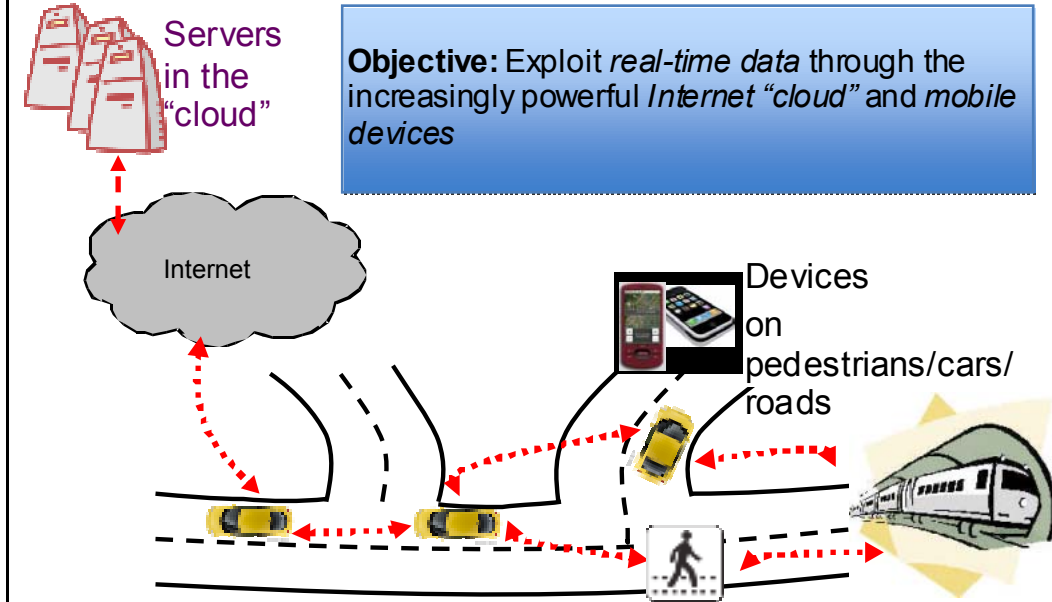 Servers
in the
“cloud”
Objective: Exploit real-time data through the
increasingly powerful Internet “cloud” and mobile
devices
Internet
Devices
on
pedestrians/cars/
roads